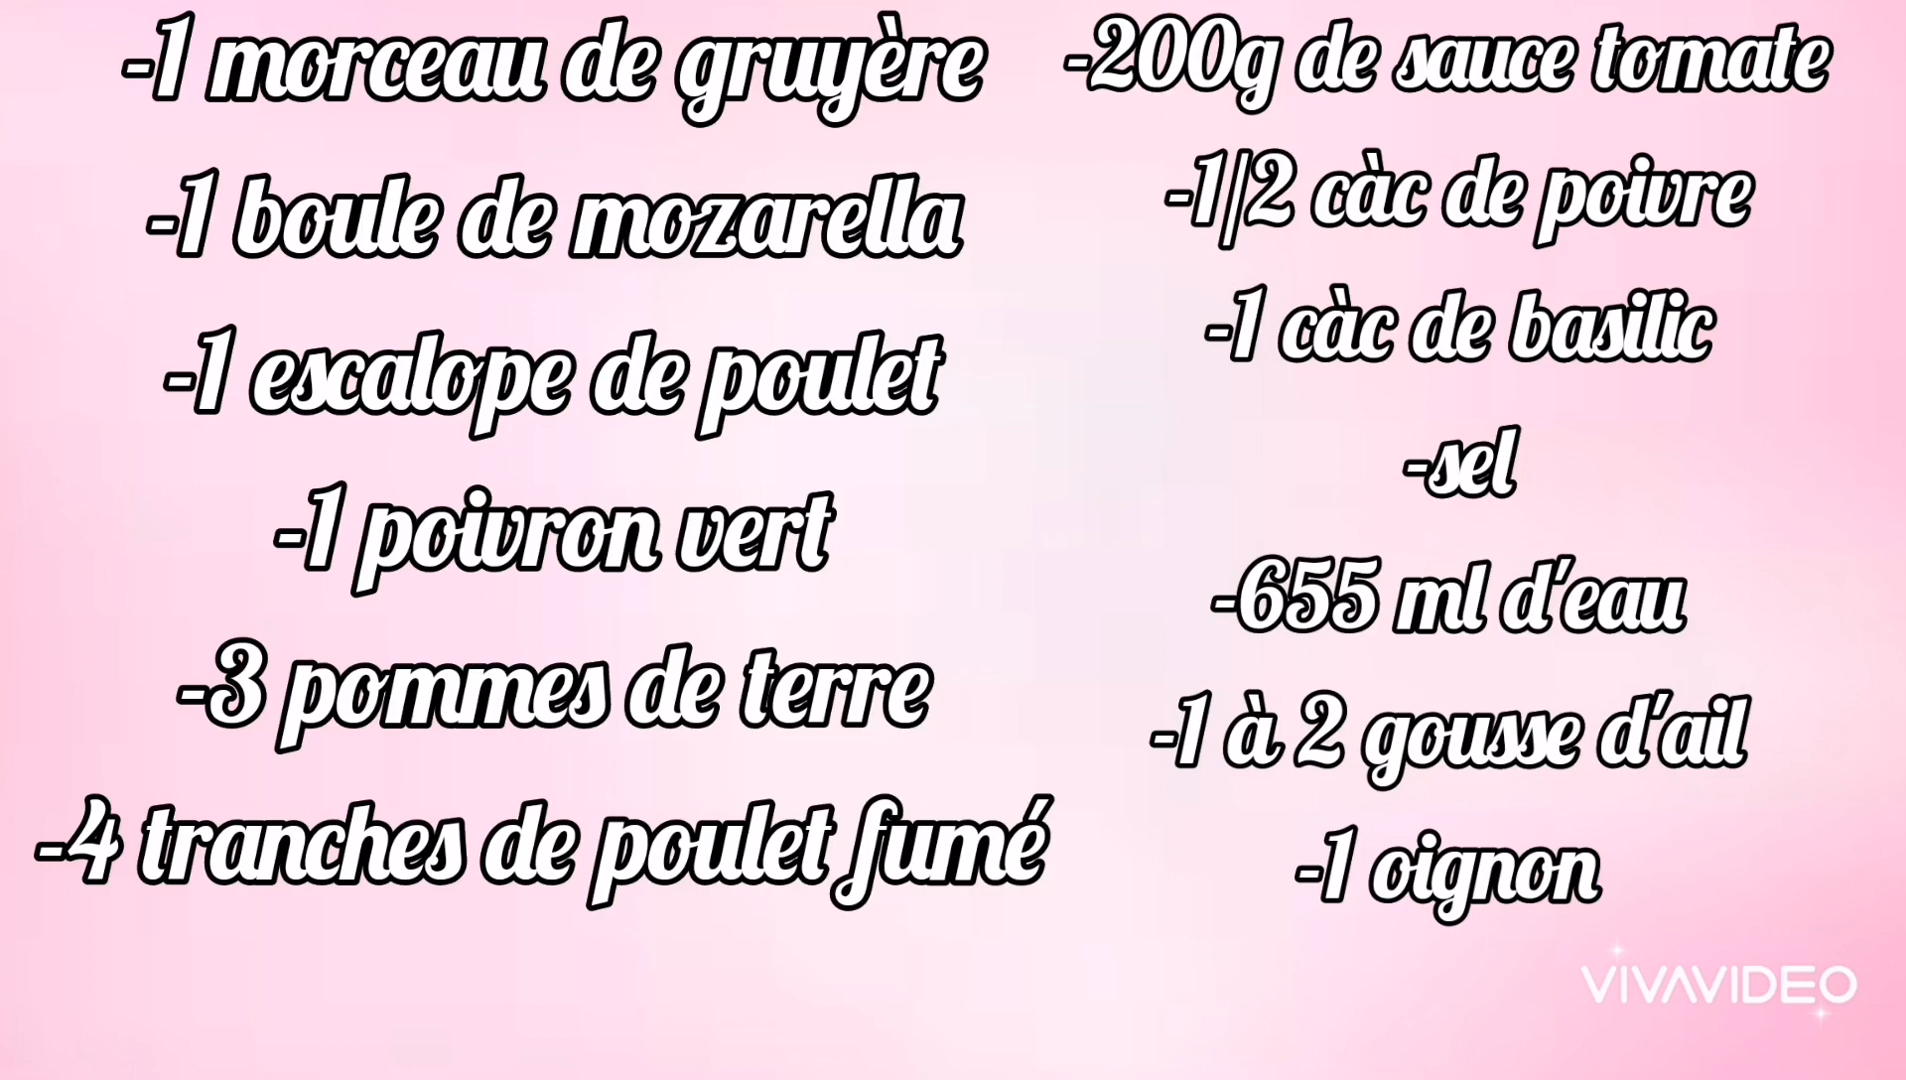 -1 morceau de gruyère
-1 boule de mozarella
-1 escalope de poulet
-1 poivron vert
-3 pommes de terre
-4 tranches de poulet fumé
-200g de sauce tomate
-1/2 càc de poivre
-1 càc de basilic
-sel
-655 ml d'eau
-1 à 2 gousse d'ail
-1 oignon
VIVAVIDEO